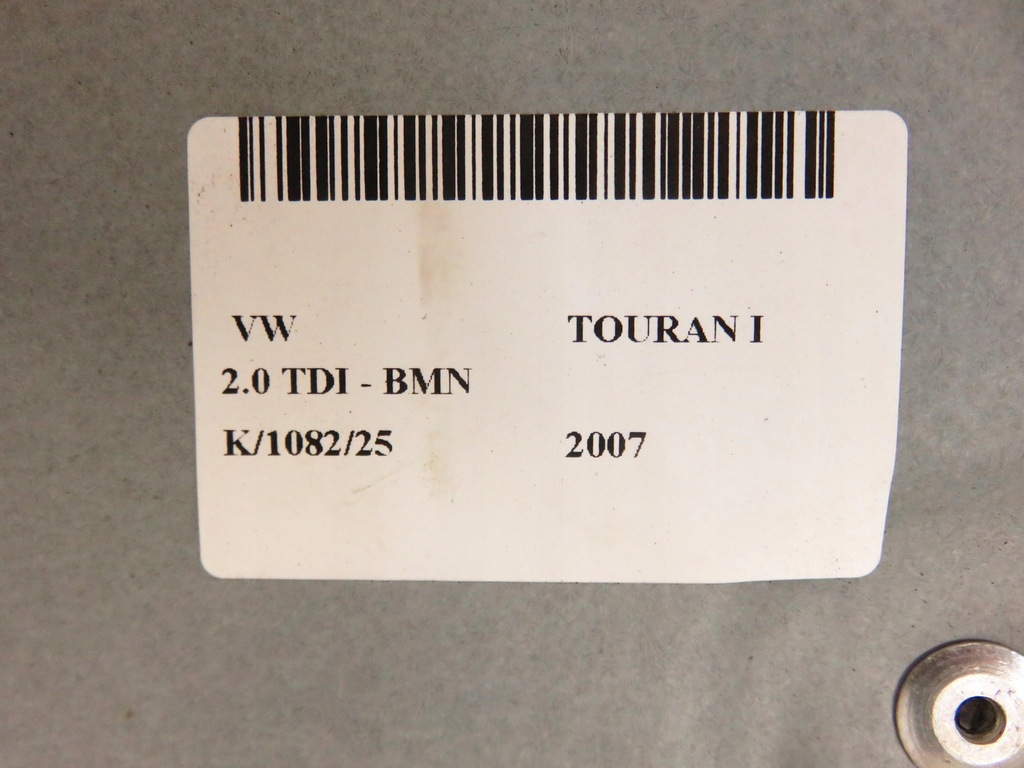 VW TOURAN I
2.0 TDI - BMN
K/1082/25 2007